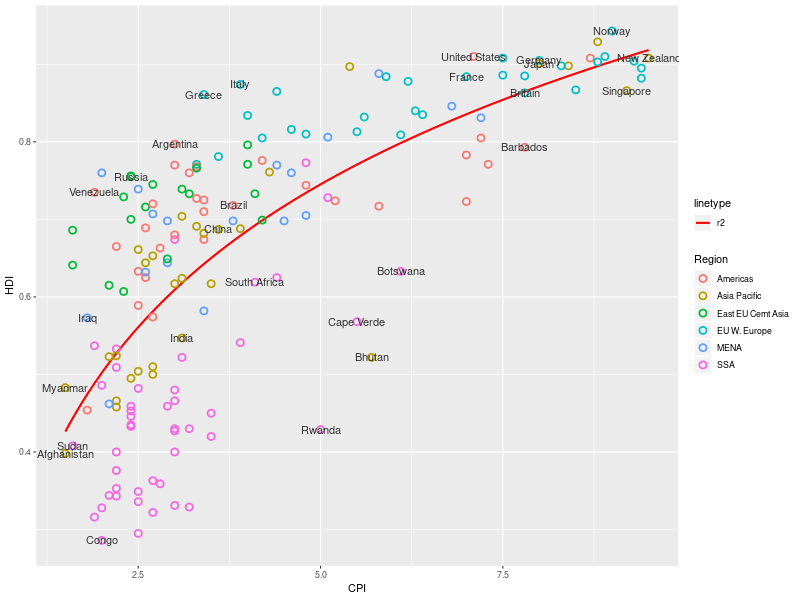 Norway
United States
Germany
Japan
New Zealand
Italy
France
Greece
Britain
Singapore
0.8
Argentina
Barbados
Russia
Venezuela
Brazil
China
Botswana
South Africa
0.6
Iraq
Cape Verde
India
Bhutan
Myanmar
Rwanda
Sudan
0.4
Afghanistan
Congo
HDI
2.5
5.0
7.5
CPI
linetype
r2
Region
Americas
Asia Pacific
East EU Cemt Asia
EU W. Europe
MENA
SSA